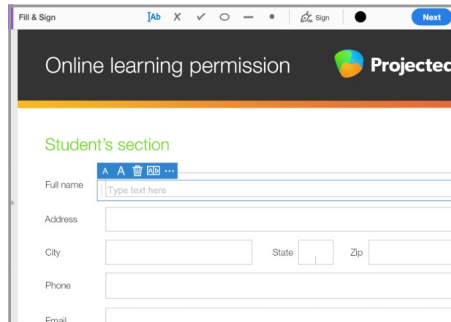 Fill & Sign Ab Sign Next
Online learning permission Projected
Student's section
A A Ab
Full name Type text here
Address
City State Zip
Phone
Email